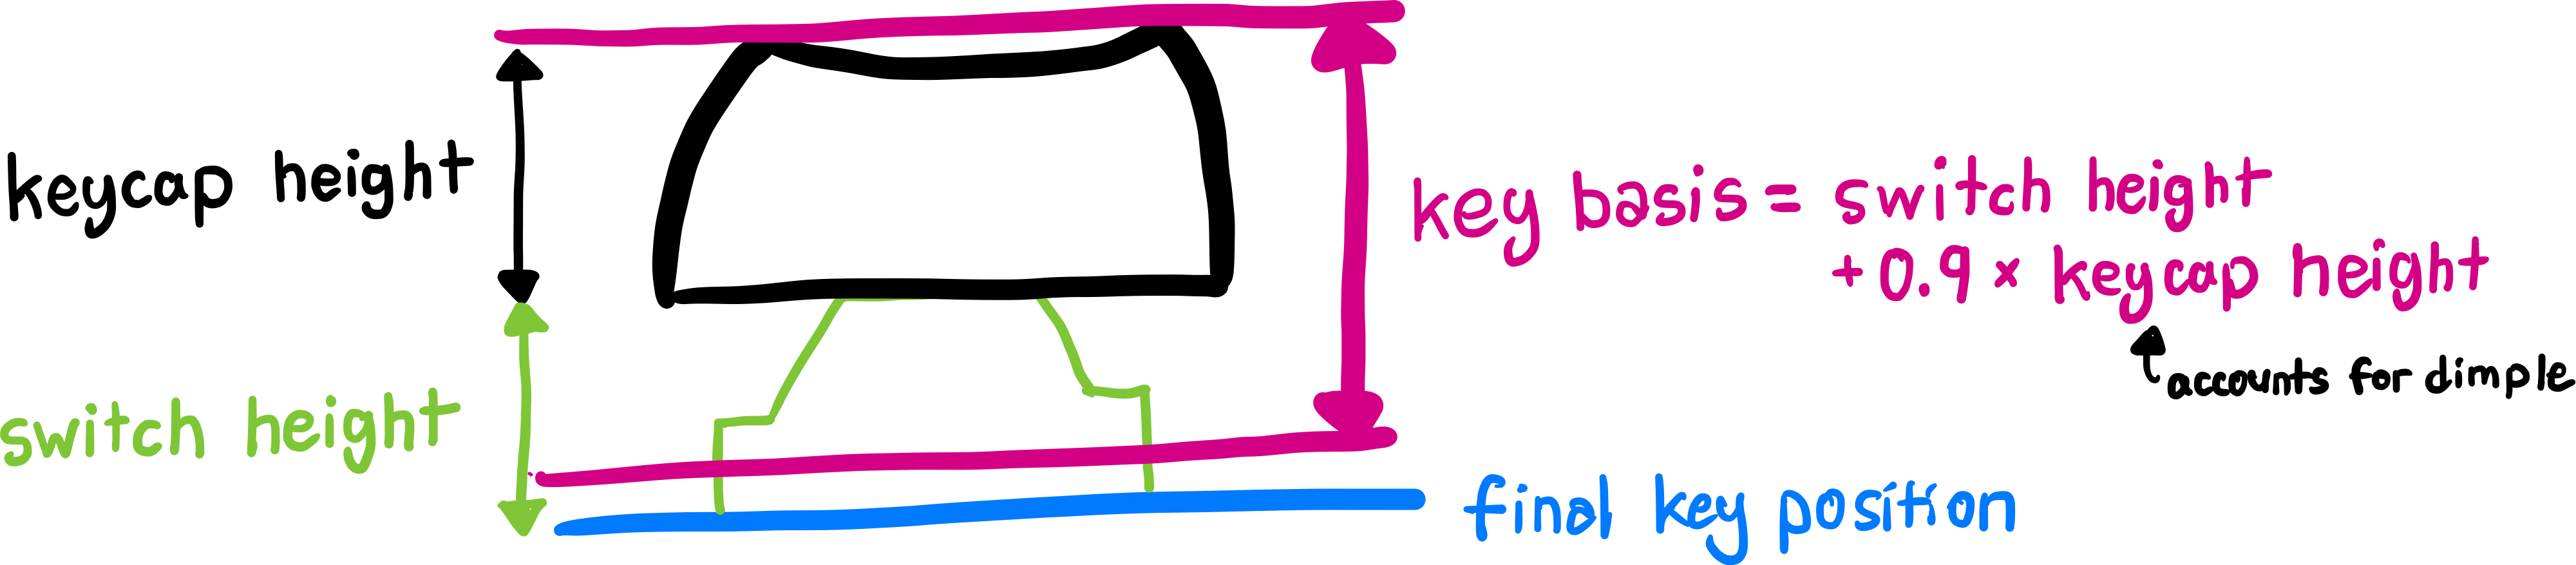 keycap height
key basis = switch height
+ 0.9 × keycap height
accounts for dimple
switch height
final key position